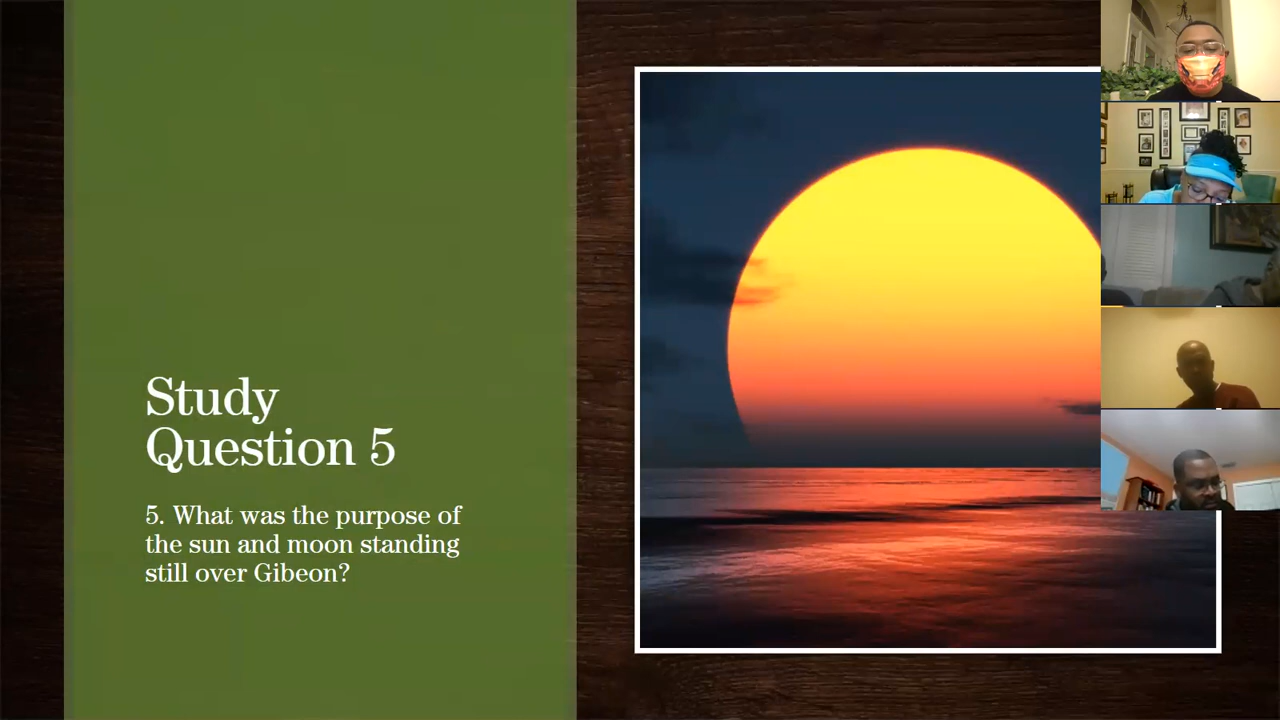 Study
Question 5
5. What was the purpose of
the sun and moon standing
still over Gibeon?